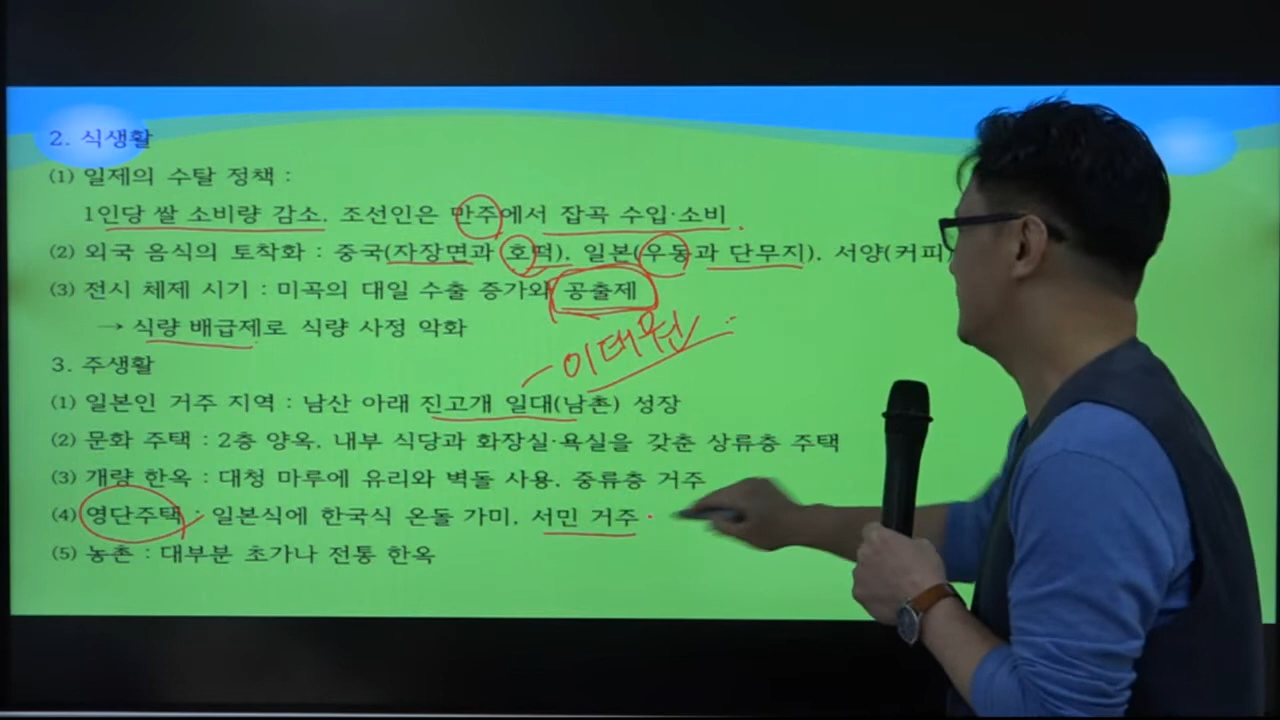 2. 식생활
(1) 일제의 수탈 정책 :
1인당 쌀 소비량 감소. 조선인은 만주에서 잡곡 수입·소비
(2) 외국 음식의 토착화 : 중국(자장면과 호떡). 일본(우동과 단무지). 서양(커피)
(3) 전시 체제 시기 : 미곡의 대일 수출 증가와 공출제
→ 식량 배급제로 식량 사정 악화
이태원
3. 주생활
(1) 일본인 거주 지역 : 남산 아래 진고개 일대(남촌) 성장
(2) 문화 주택 : 2층 양옥. 내부 식당과 화장실·욕실을 갖춘 상류층 주택
(3) 개량 한옥 : 대청 마루에 유리와 벽돌 사용. 중류층 거주
(4) 영단주택 : 일본식에 한국식 온돌 가미. 서민 거주
(5) 농촌 : 대부분 초가나 전통 한옥